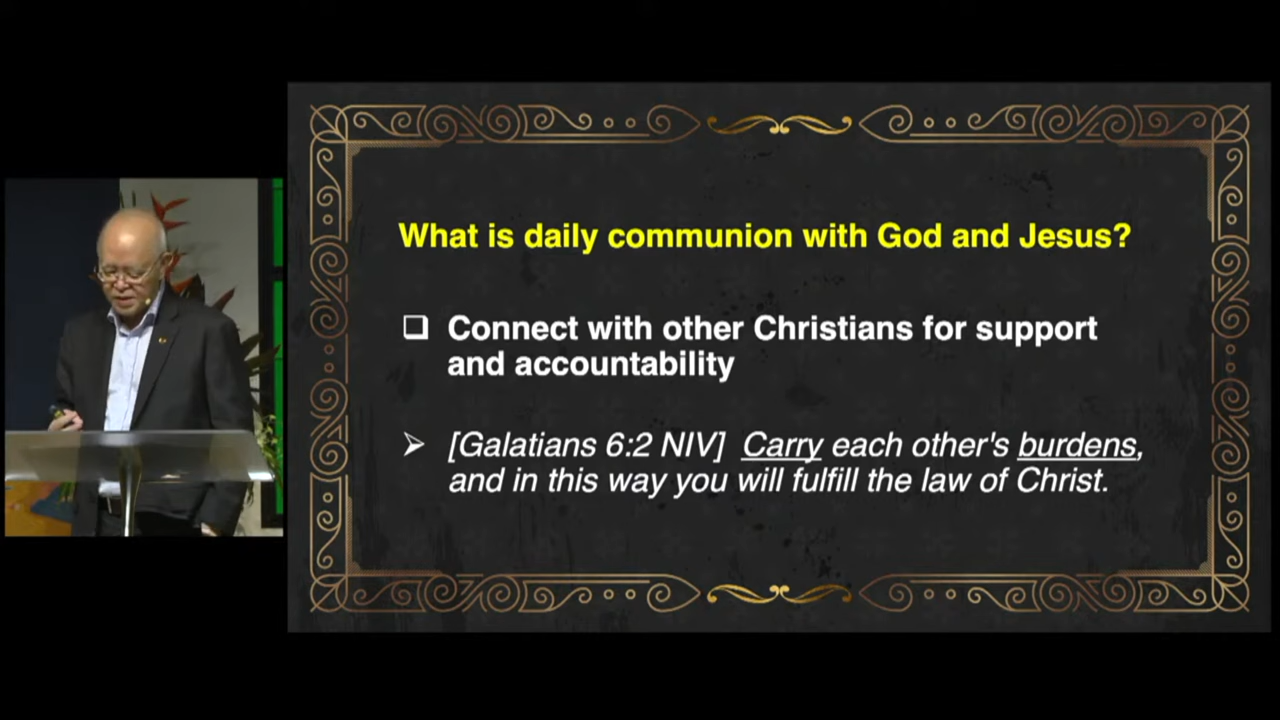 What is daily communion with God and Jesus?
❑ Connect with other Christians for support
and accountability
➢ [Galatians 6:2 NIV]  Carry each other's burdens,
and in this way you will fulfill the law of Christ.